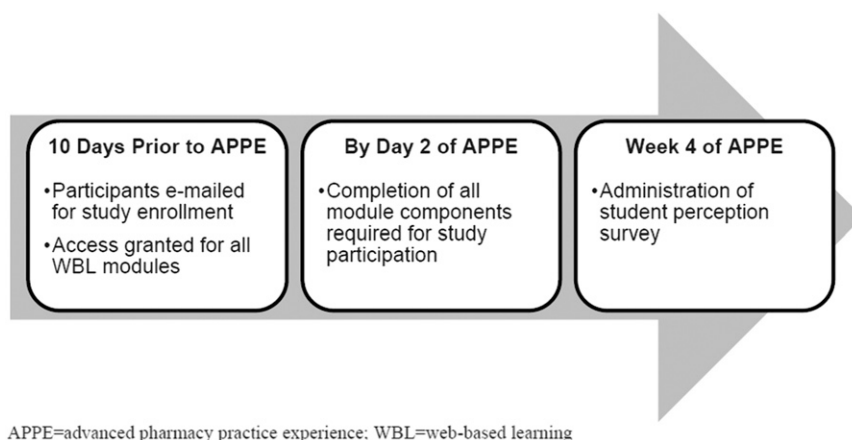 10 Days Prior to APPE
•Participants e-mailed
for study enrollment
•Access granted for all
WBL modules
By Day 2 of APPE
•Completion of all
module components
required for study
participation
Week 4 of APPE
•Administration of
student perception
survey
APPE=advanced pharmacy practice experience; WBL=web-based learning